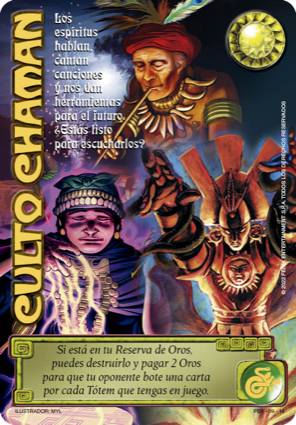 CULTO CHAMÁN
Los
espíritus
hablan,
cantan
canciones
y nos dan
herramientas
para el futuro.
¿Estás listo
para escucharlos?
Si está en tu Reserva de Oros,
puedes destruirlo y pagar 2 Oros
para que tu oponente bote una carta
por cada Tótem que tengas en juego.
ILUSTRADOR: MYL